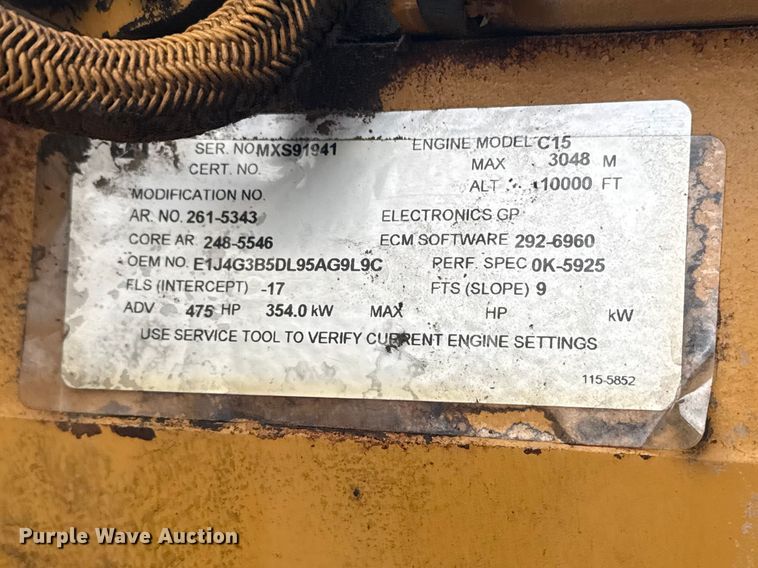 SER. NO MXS91941 ENGINE MODEL C15
CERT. NO. MAX 3048 M
ALT 10000 FT
MODIFICATION NO.
AR. NO. 261-5343 ELECTRONICS GP
CORE AR 248-5546 ECM SOFTWARE 292-6960
OEM NO. E1J4G3B5DL95AG9L9C PERF. SPEC 0K-5925
FLS (INTERCEPT) -17 FTS (SLOPE) 9
ADV 475 HP 354.0 kW MAX HP kW
USE SERVICE TOOL TO VERIFY CURRENT ENGINE SETTINGS
115-5852
Purple Wave Auction